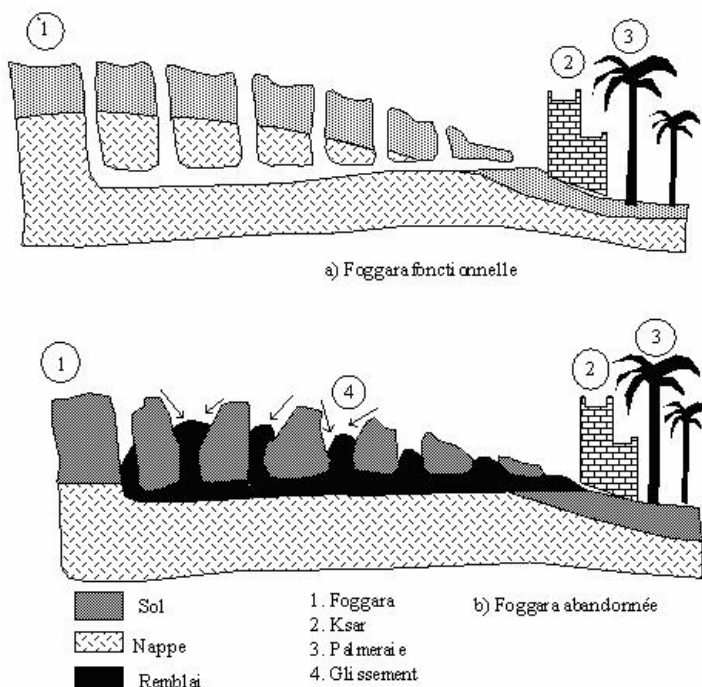 1
3
2
a) Foggara fonctionnelle
1
4
2
3
Sol
Nappe
Remblai
1. Foggara
2. Ksar
3. Palmeraie
4. Glissement
b) Foggara abandonnée